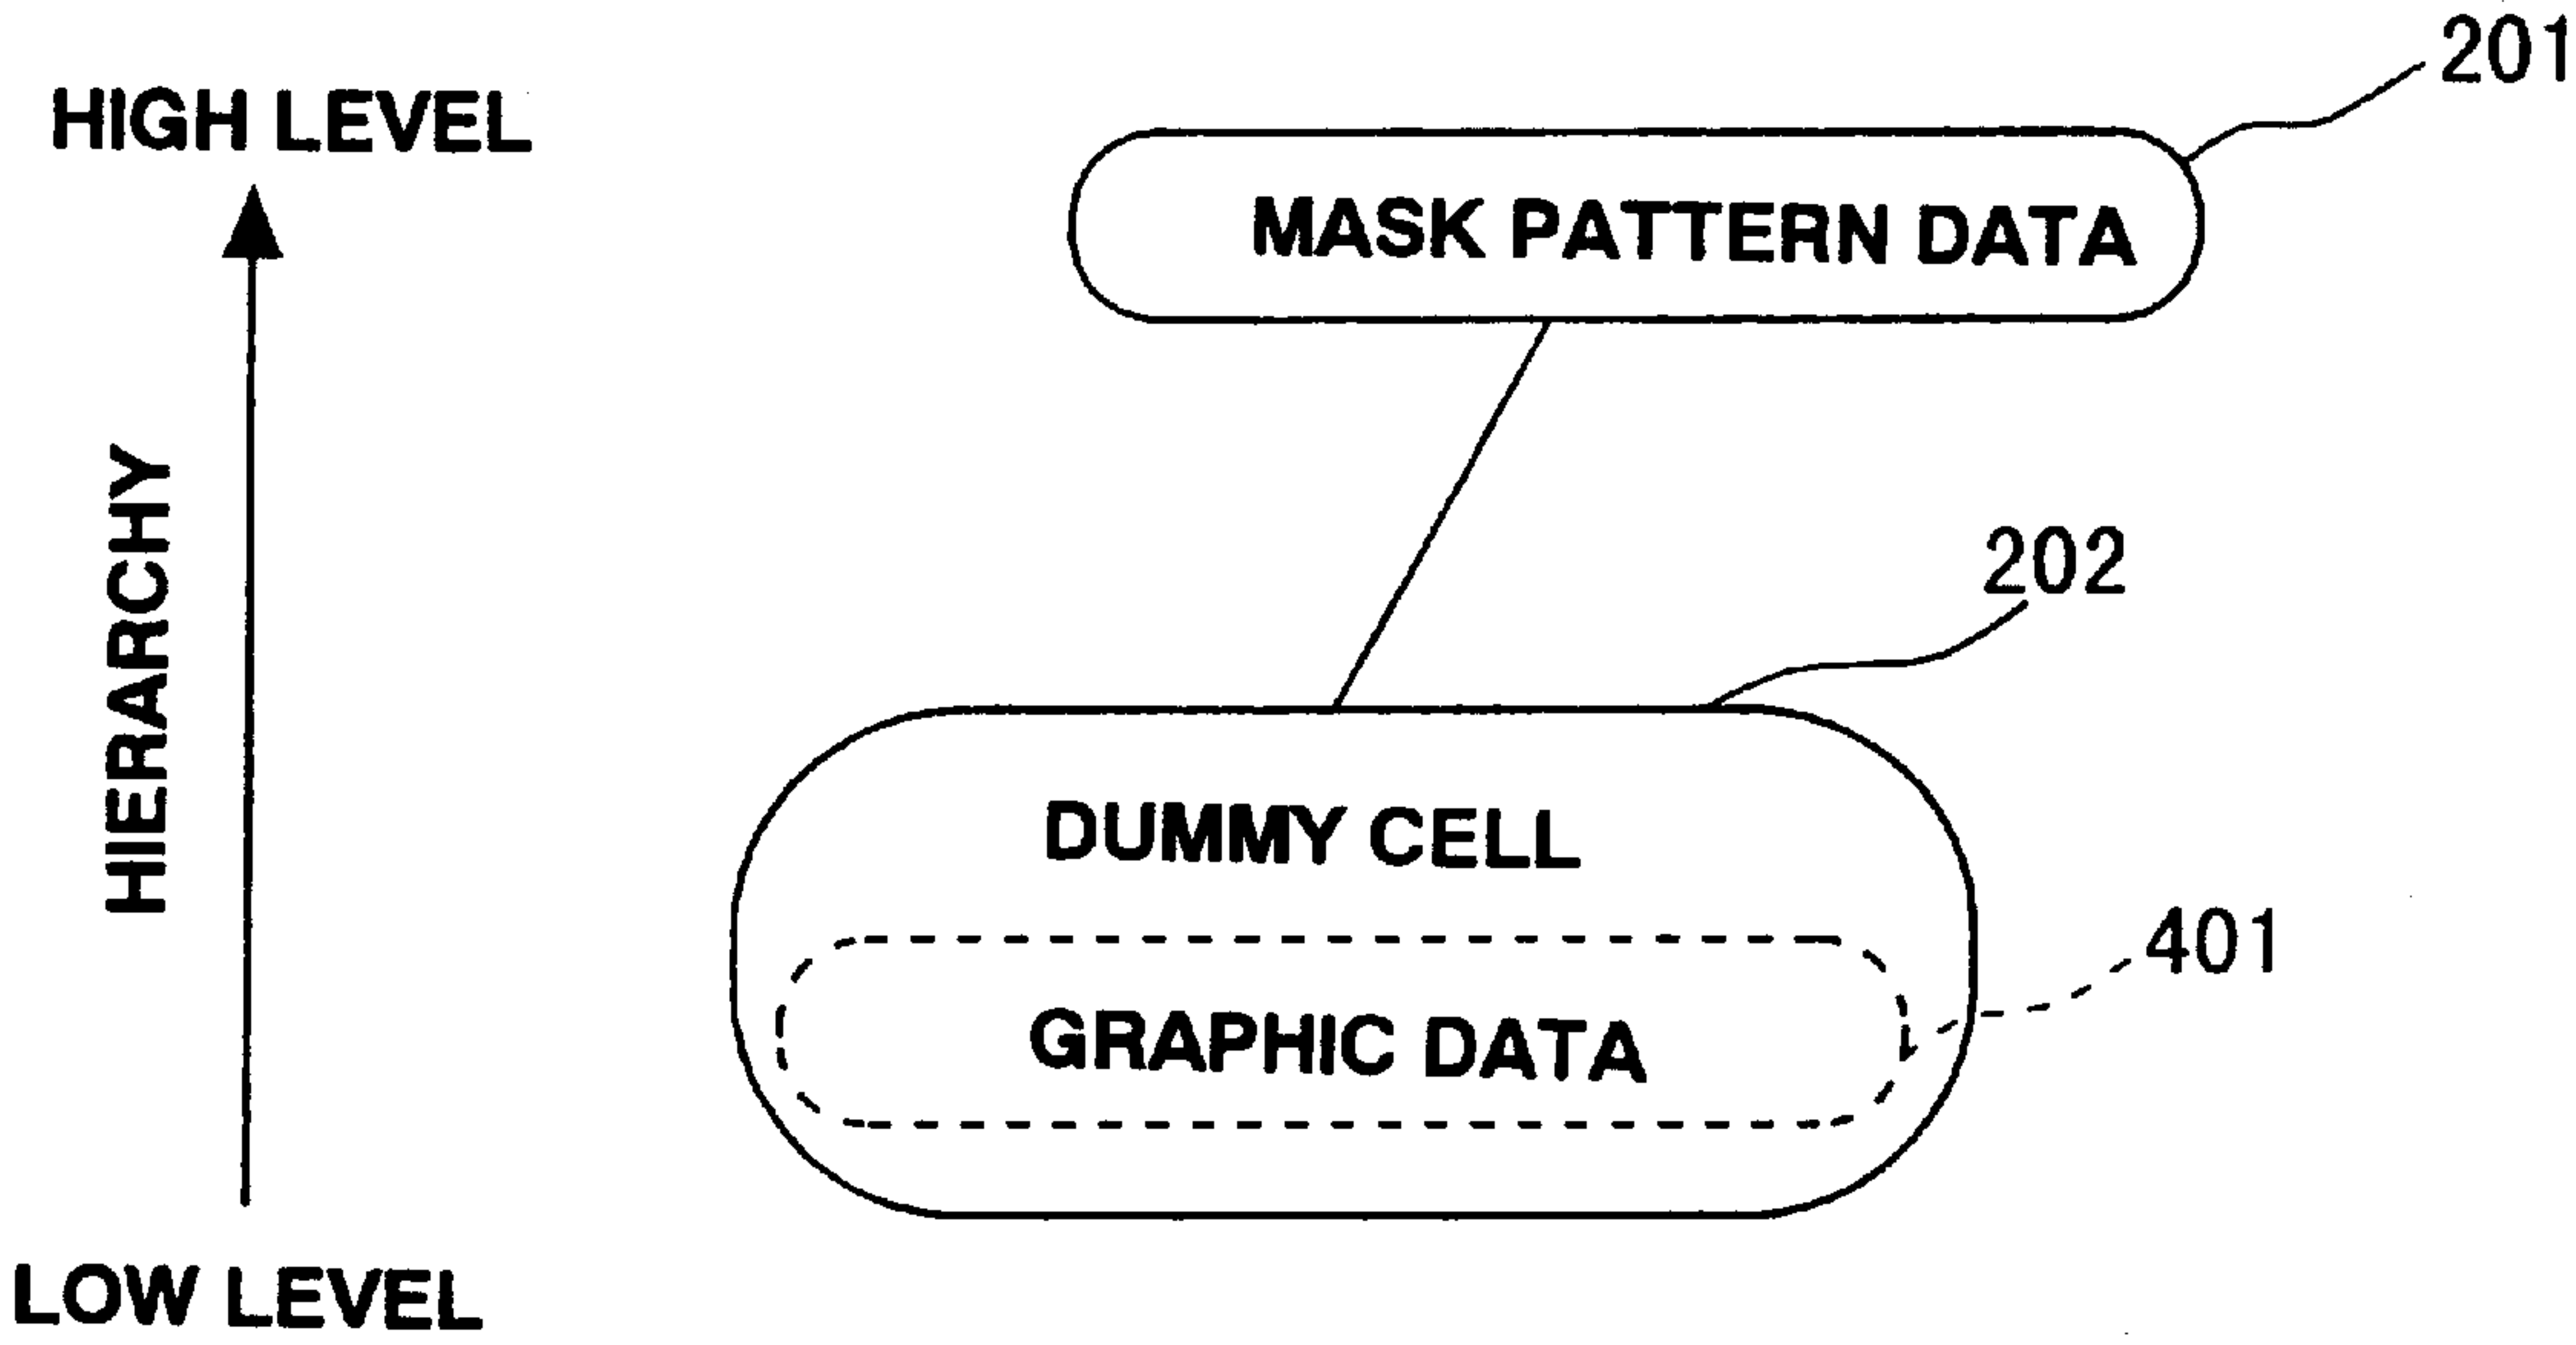 201
HIGH LEVEL
MASK PATTERN DATA
HIERARCHY
202
DUMMY CELL
401
GRAPHIC DATA
LOW LEVEL